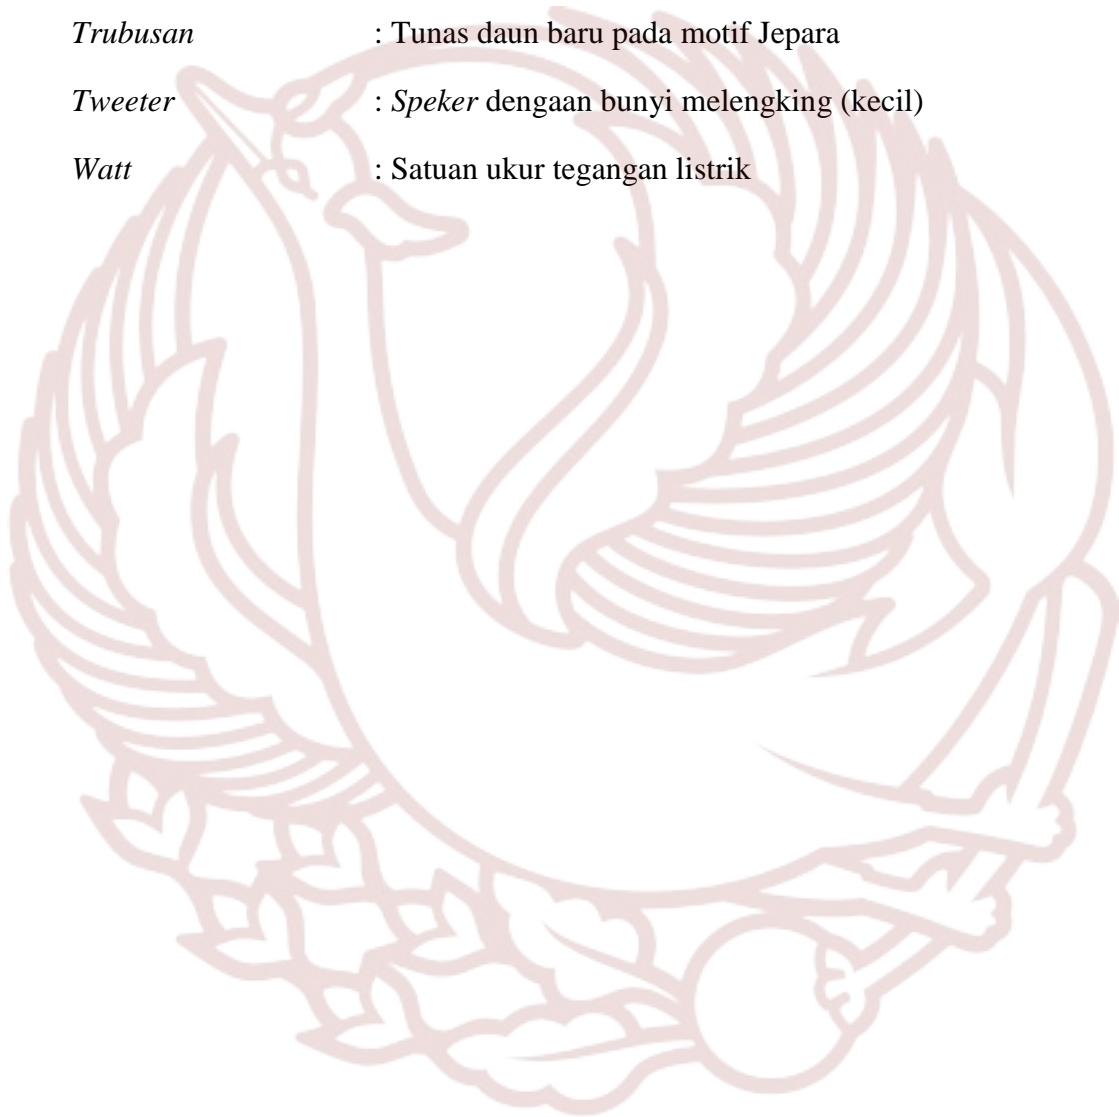 Trubusan : Tunas daun baru pada motif Jepara
Tweeter : Speker dengaan bunyi melengking (kecil)
Watt : Satuan ukur tegangan listrik